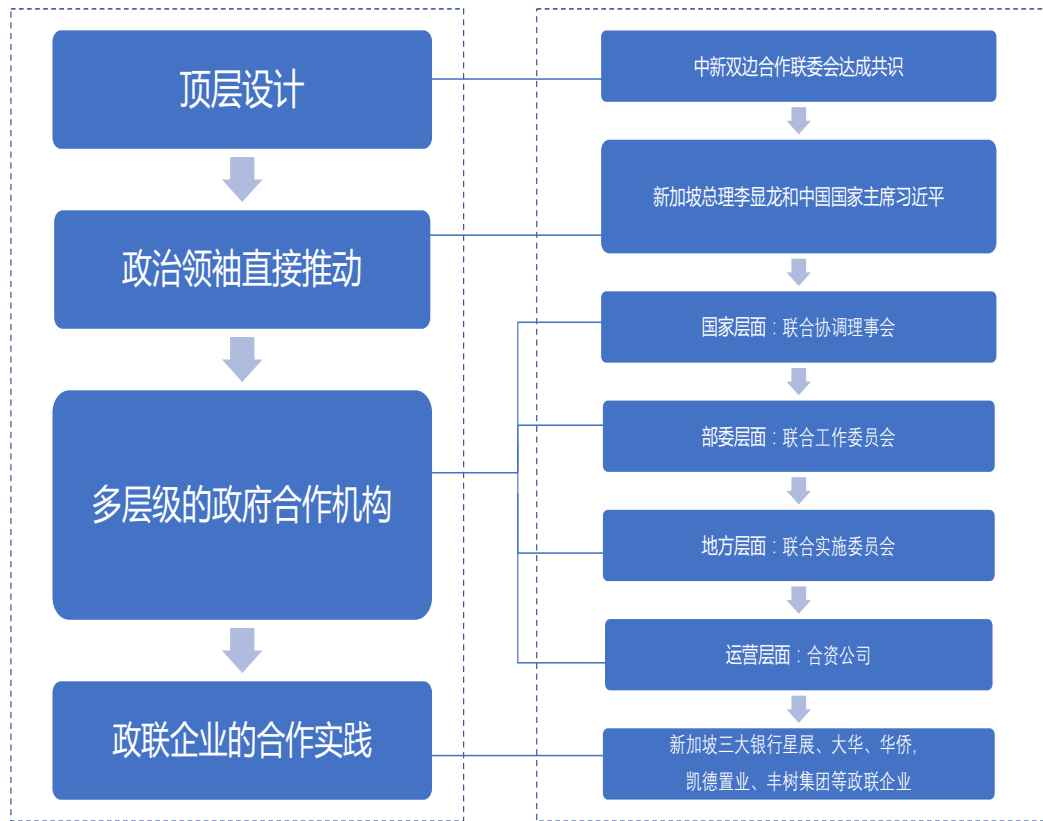 顶层设计
政治领袖直接推动
多层级的政府合作机构
政联企业的合作实践
中新双边合作联委会达成共识
新加坡总理李显龙和中国国家主席习近平
国家层面：联合协调理事会
部委层面：联合工作委员会
地方层面：联合实施委员会
运营层面：合资公司
新加坡三大银行星展、大华、华侨,
凯德置业、丰树集团等政联企业